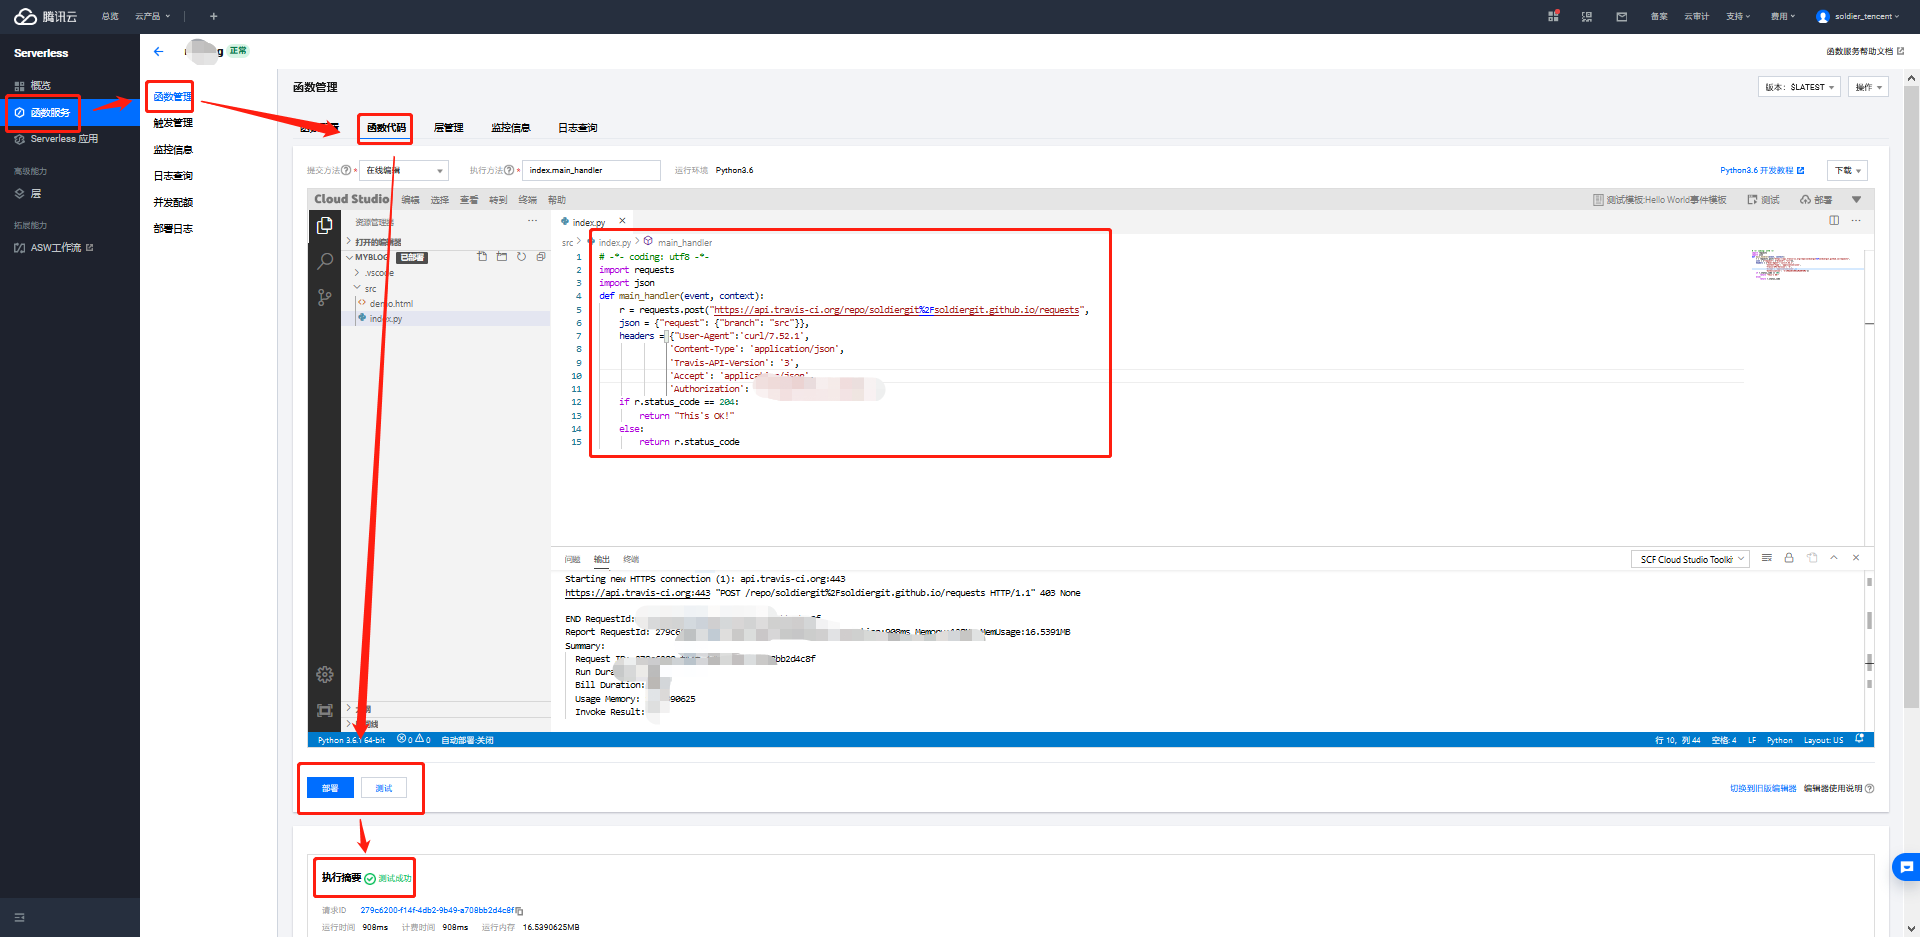 腾讯云 总览 云产品 + 备案 云审计 支持 费用 soldier_tencent
Serverless
概览
函数服务
Serverless 应用
高级能力
层
拓展能力
ASW工作流
g 正常
函数服务帮助文档
函数管理
触发管理
监控信息
日志查询
并发配额
部署日志
函数管理
版本: $LATEST 操作
函数代码 层管理 监控信息 日志查询
提交方法 * 在线编辑 执行方法 * index.main_handler 运行环境 Python3.6
Python3.6 开发教程 下载
Cloud Studio 编辑 选择 查看 转到 终端 帮助
测试模板:Hello World事件模板 测试 部署
资源管理器 ···
index.py ×
打开的编辑器
MYBLOG 已部署
.vscode
src
demo.html
index.py
src > index.py > main_handler
1 # -*- coding: utf8 -*-
2 import requests
3 import json
4 def main_handler(event, context):
5 r = requests.post("https://api.travis-ci.org/repo/soldiergit%2Fsoldiergit.github.io/requests",
6 json = {"request": {"branch": "src"}},
7 headers = {"User-Agent":'curl/7.52.1',
8 'Content-Type': 'application/json',
9 'Travis-API-Version': '3',
10 'Accept': 'application/json',
11 'Authorization':
12 if r.status_code == 204:
13 return "This's OK!"
14 else:
15 return r.status_code
问题 输出 终端
SCF Cloud Studio Toolkit
Starting new HTTPS connection (1): api.travis-ci.org:443
https://api.travis-ci.org:443 "POST /repo/soldiergit%2Fsoldiergit.github.io/requests HTTP/1.1" 403 None
END RequestId:
Report RequestId: 279c6 908ms Memory: MemUsage:16.5391MB
Summary:
Request ID: bb2d4c8f
Run Dura
Bill Duration:
Usage Memory: 90625
Invoke Result:
Python 3.6. 64-bit 0 0 自动部署:关闭
行 10, 列 44 空格: 4 LF Python Layout: US
部署 测试
切换到旧版编辑器 编辑器使用说明
执行摘要 测试成功
请求ID 279c6200-f14f-4db2-9b49-a708bb2d4c8f
运行时间 908ms 计费时间 908ms 运行内存 16.5390625MB